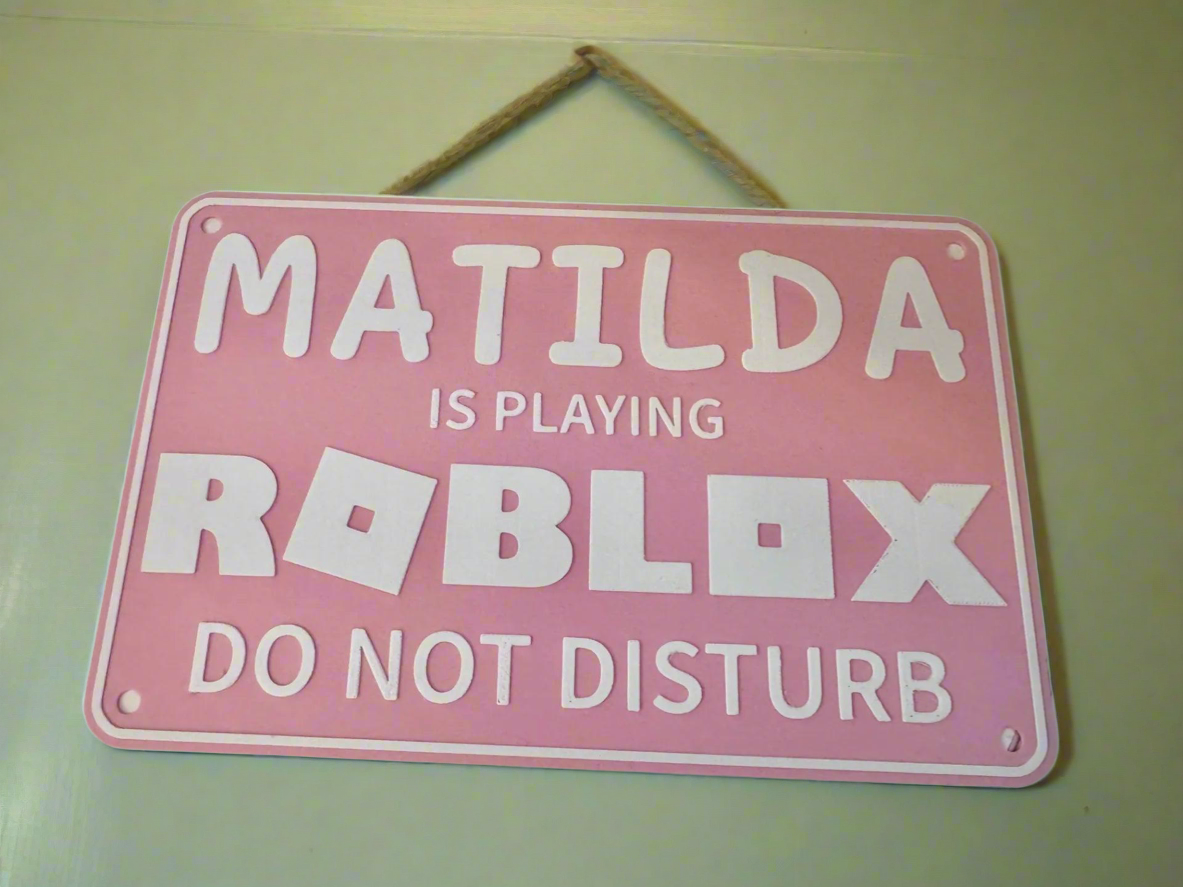 MATILDA
IS PLAYING
ROBLOX
DO NOT DISTURB